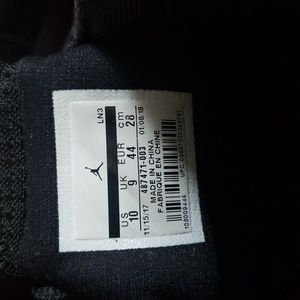 LN3
US UK EUR cm
10 9 44 28
11/15/17 01/08/18
487471-003
MADE IN CHINA
FABRIQUE EN CHINE
108009446